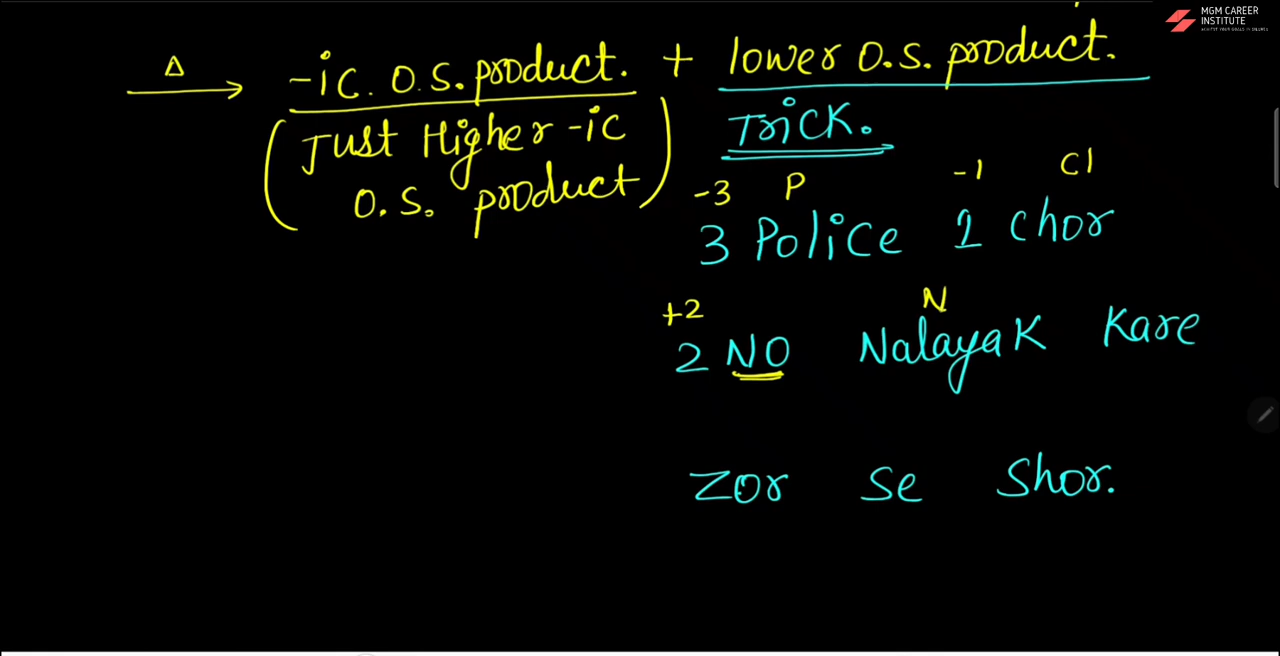 MGM CAREER
INSTITUTE
Δ
-ic. O.S. product. + lower O.S. product.
(Just Higher -ic
O.S. product)
Trick.
-3 P -1 Cl
3 Police 1 Chor
+2 N
2 NO Nalayak Kare
Zor Se Shor.